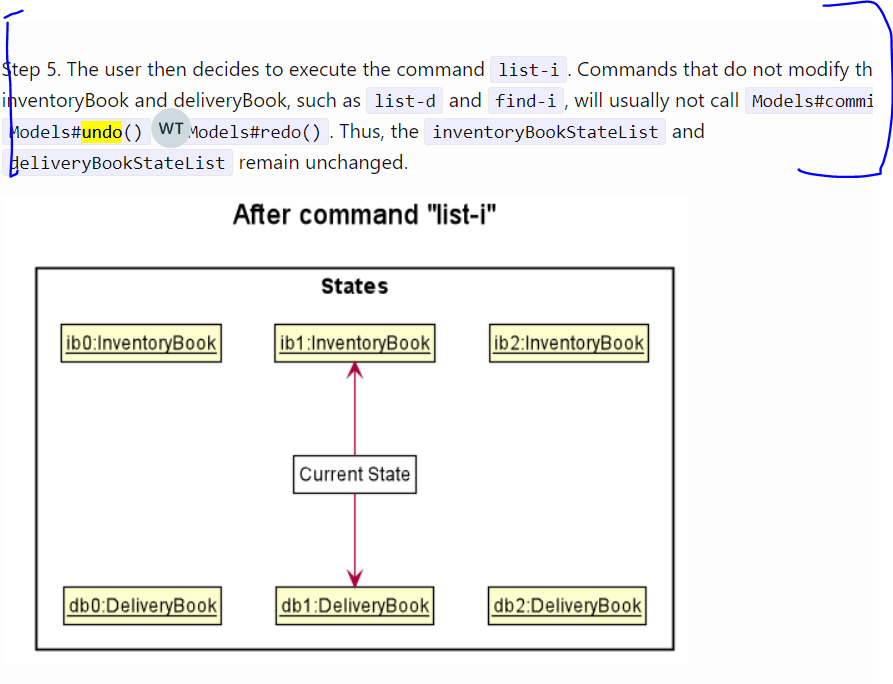 Step 5. The user then decides to execute the command list-i . Commands that do not modify th
inventoryBook and deliveryBook, such as list-d and find-i , will usually not call Models#commi
Models#undo() WT Models#redo() . Thus, the inventoryBookStateList and
deliveryBookStateList remain unchanged.
After command "list-i"
States
ib0:InventoryBook ib1:InventoryBook ib2:InventoryBook
Current State
db0:DeliveryBook db1:DeliveryBook db2:DeliveryBook